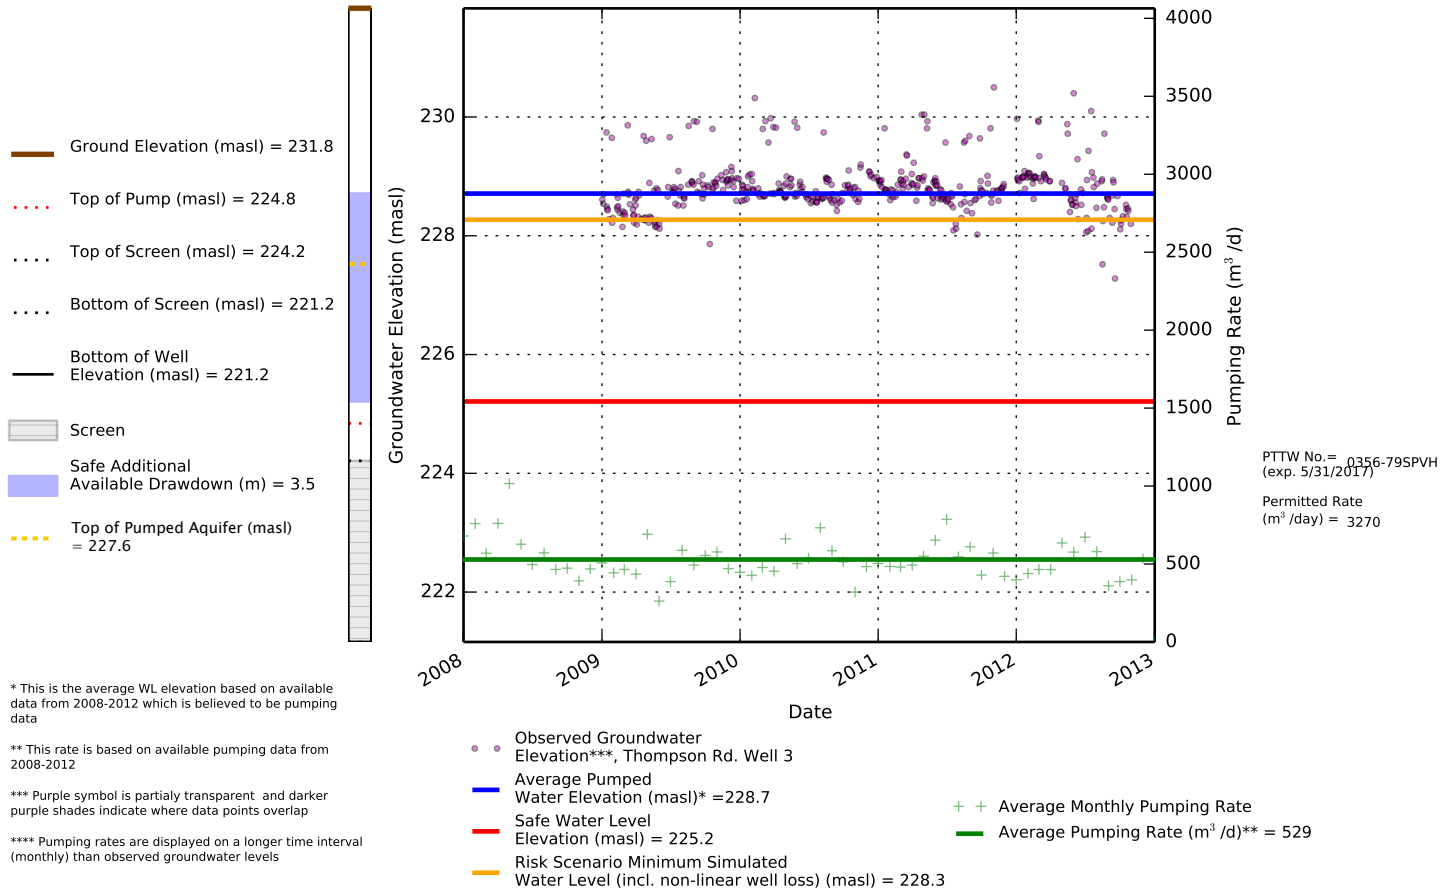 Ground Elevation (masl) = 231.8
Top of Pump (masl) = 224.8
Top of Screen (masl) = 224.2
Bottom of Screen (masl) = 221.2
Bottom of Well
Elevation (masl) = 221.2
Screen
Safe Additional
Available Drawdown (m) = 3.5
Top of Pumped Aquifer (masl)
= 227.6
* This is the average WL elevation based on available
data from 2008-2012 which is believed to be pumping
data
** This rate is based on available pumping data from
2008-2012
*** Purple symbol is partialy transparent and darker
purple shades indicate where data points overlap
**** Pumping rates are displayed on a longer time interval
(monthly) than observed groundwater levels
Groundwater Elevation (masl)
230
228
226
224
222
2008
2009
2010
2011
2012
2013
Date
4000
3500
3000
2500
2000
1500
1000
500
0
Pumping Rate (m³ /d)
PTTW No.= 0356-79SPVH
(exp. 5/31/2017)
Permitted Rate
(m³ /day) = 3270
Observed Groundwater
Elevation***, Thompson Rd. Well 3
Average Pumped
Water Elevation (masl)* =228.7
Safe Water Level
Elevation (masl) = 225.2
Risk Scenario Minimum Simulated
Water Level (incl. non-linear well loss) (masl) = 228.3
Average Monthly Pumping Rate
Average Pumping Rate (m³ /d)** = 529